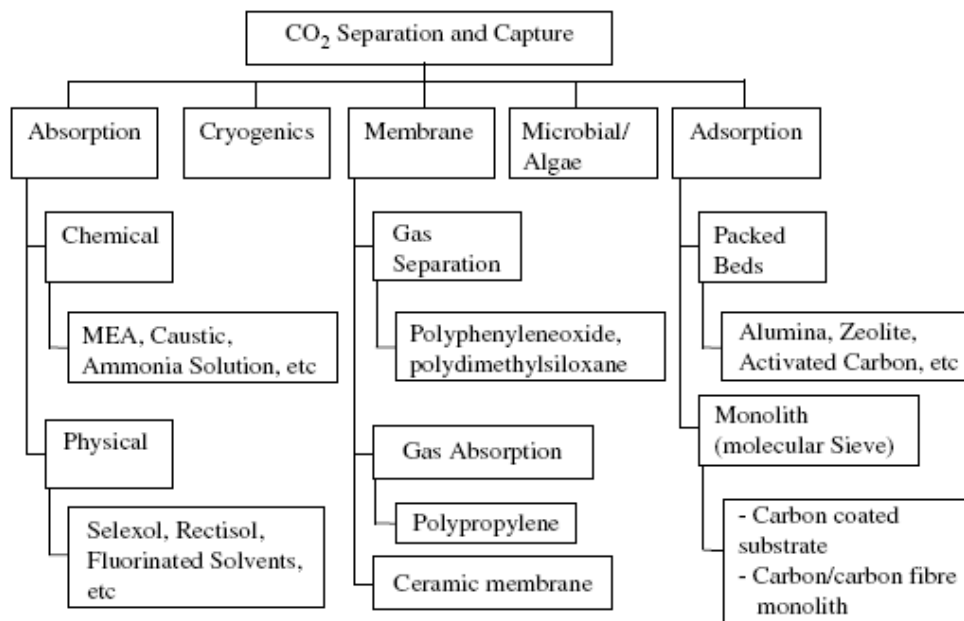 CO₂ Separation and Capture
Absorption
Cryogenics
Membrane
Microbial/
Algae
Adsorption
Chemical
MEA, Caustic,
Ammonia Solution, etc
Physical
Selexol, Rectisol,
Fluorinated Solvents,
etc
Gas
Separation
Polyphenyleneoxide,
polydimethylsiloxane
Gas Absorption
Polypropylene
Ceramic membrane
Packed
Beds
Alumina, Zeolite,
Activated Carbon, etc
Monolith
(molecular Sieve)
- Carbon coated
substrate
- Carbon/carbon fibre
monolith